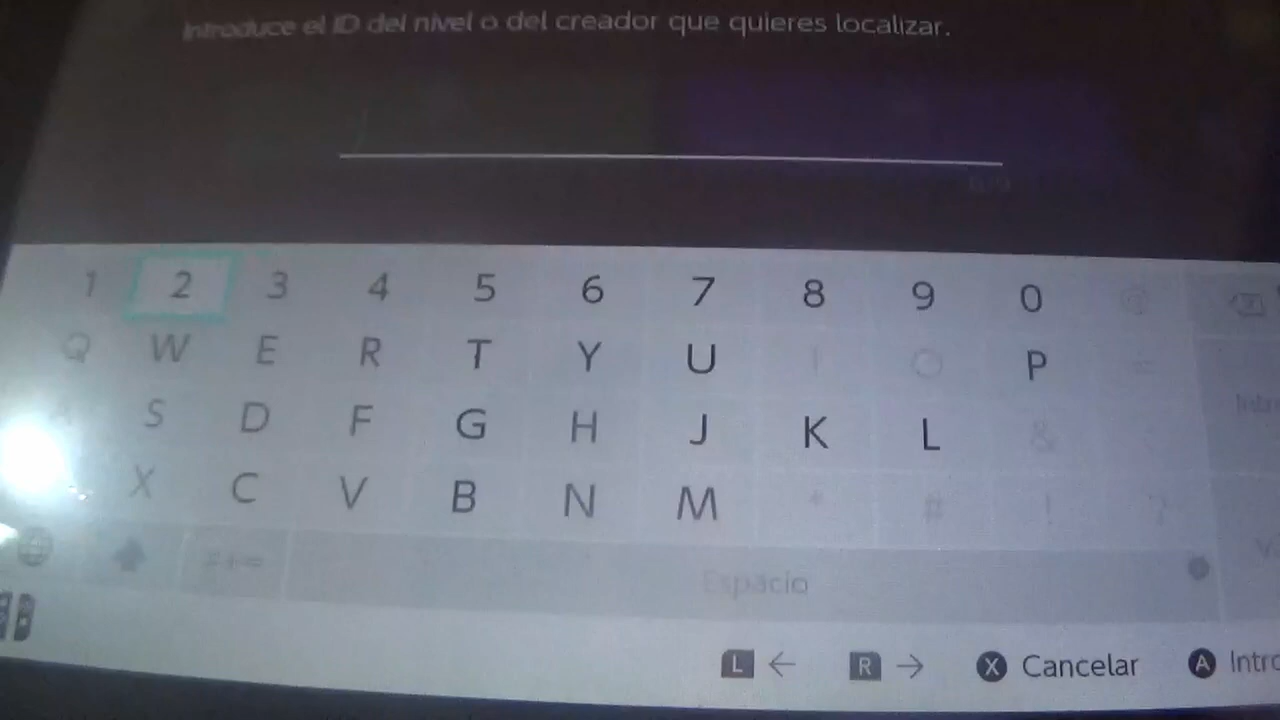 Introduce el ID del nivel o del creador que quieres localizar.
1 2 3 4 5 6 7 8 9 0 @
Q W E R T Y U I O P =
S D F G H J K L &
X C V B N M * # ! ?
#+= Espacio
L ← R → X Cancelar A